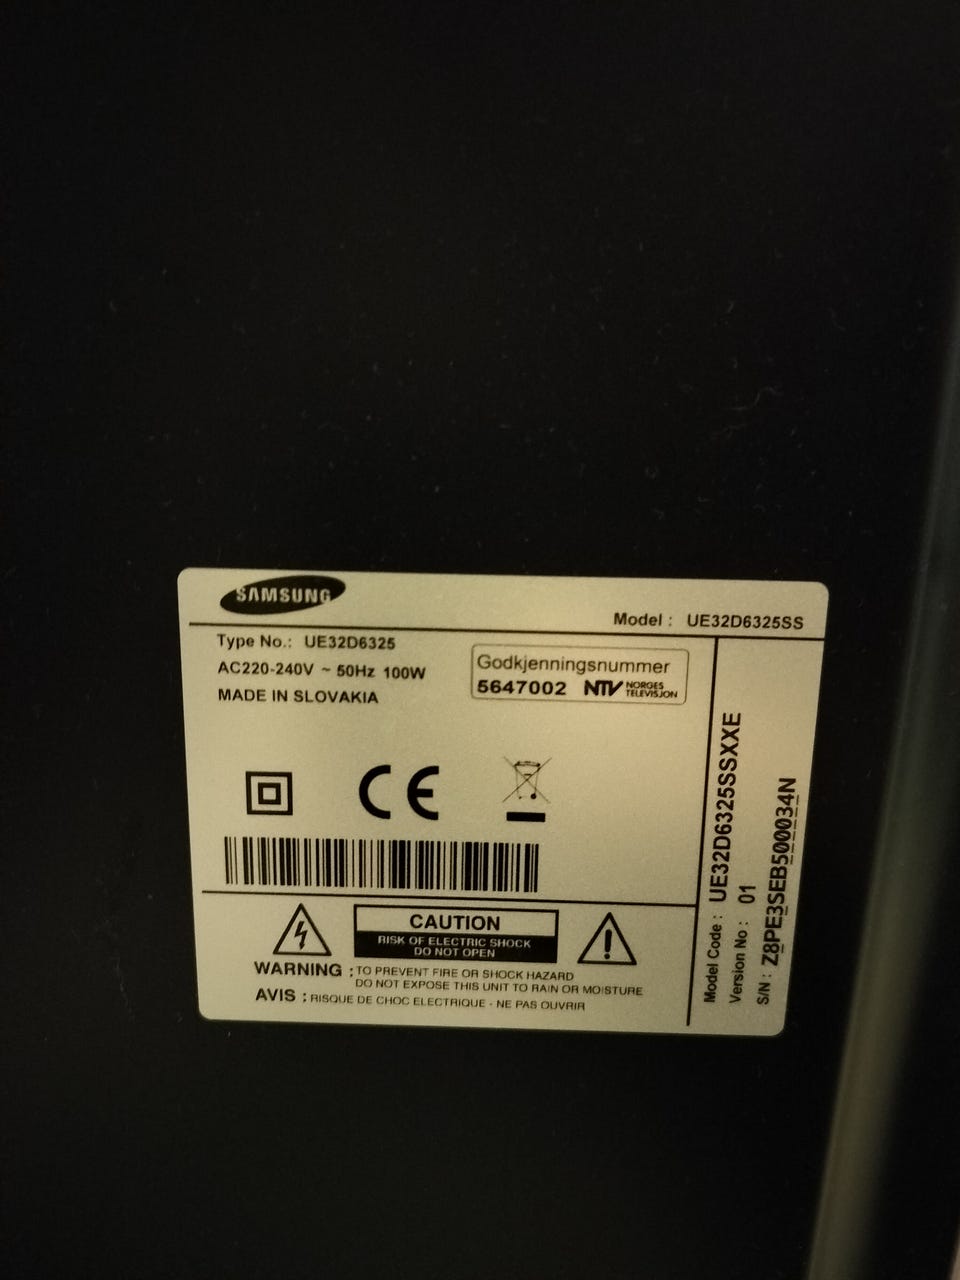 SAMSUNG
Model : UE32D6325SS
Type No.: UE32D6325
AC220-240V ~ 50Hz 100W
MADE IN SLOVAKIA
Godkjenningsnummer
5647002 NTV NORGES TELEVISJON
CE
CAUTION
RISK OF ELECTRIC SHOCK
DO NOT OPEN
WARNING : TO PREVENT FIRE OR SHOCK HAZARD
DO NOT EXPOSE THIS UNIT TO RAIN OR MOISTURE
AVIS : RISQUE DE CHOC ELECTRIQUE - NE PAS OUVRIR
Model Code : UE32D6325SSXXE
Version No : 01
S/N : Z8PE3SEB500034N